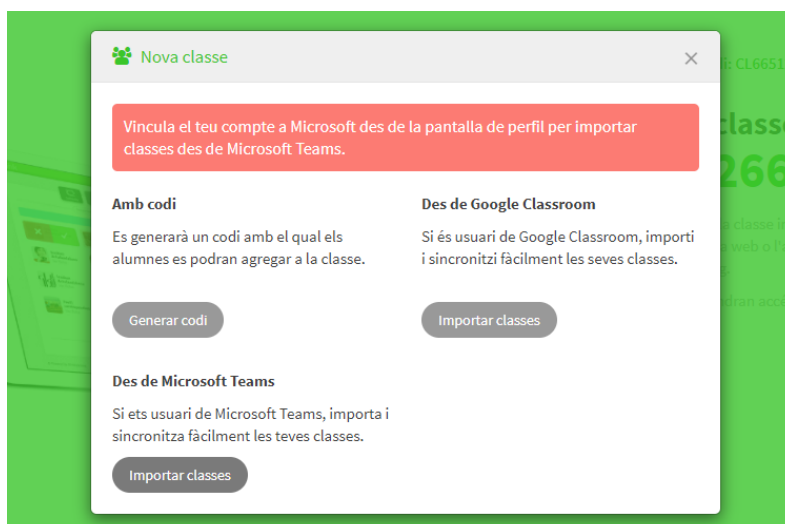 Nova classe
Vincula el teu compte a Microsoft des de la pantalla de perfil per importar
classes des de Microsoft Teams.
Amb codi
Es generarà un codi amb el qual els
alumnes es podran agregar a la classe.
Generar codi
Des de Google Classroom
Si és usuari de Google Classroom, importi
i sincronitzi fàcilment les seves classes.
Importar classes
Des de Microsoft Teams
Si ets usuari de Microsoft Teams, importa i
sincronitza fàcilment les teves classes.
Importar classes
CL6651
class
266